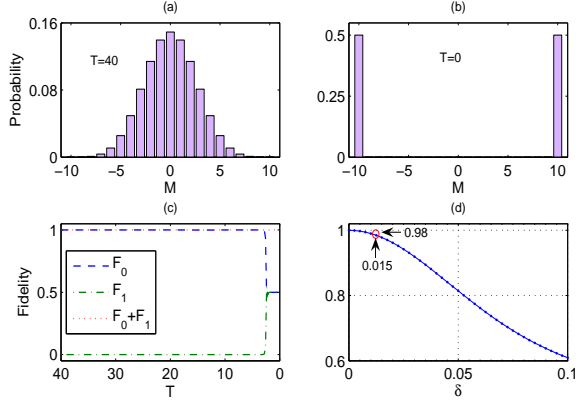 (a)
(b)
0.16
0.08
0
Probability
T=40
−10
−5
0
5
10
M
0.5
0.25
0
T=0
−10
−5
0
5
10
M
(c)
(d)
1
0.5
0
Fidelity
F0
F1
F0+F1
40
30
20
10
0
T
1
0.8
0.6
0.98
0.015
0
0.05
0.1
δ